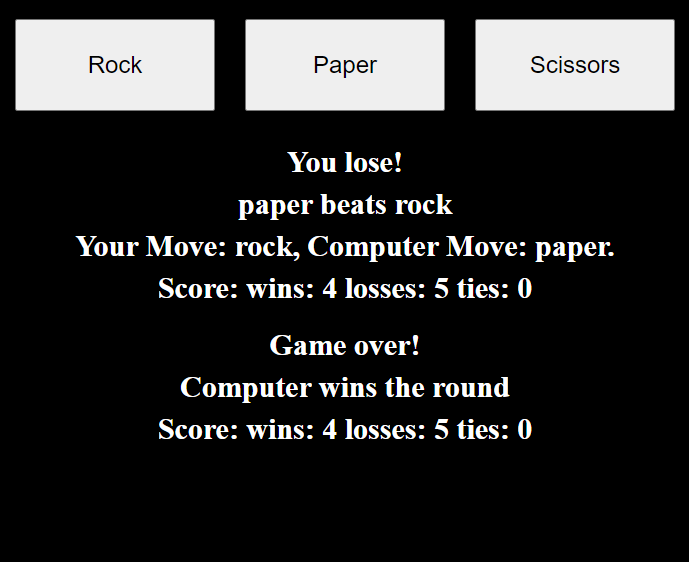 Rock Paper Scissors
You lose!
paper beats rock
Your Move: rock, Computer Move: paper.
Score: wins: 4 losses: 5 ties: 0
Game over!
Computer wins the round
Score: wins: 4 losses: 5 ties: 0